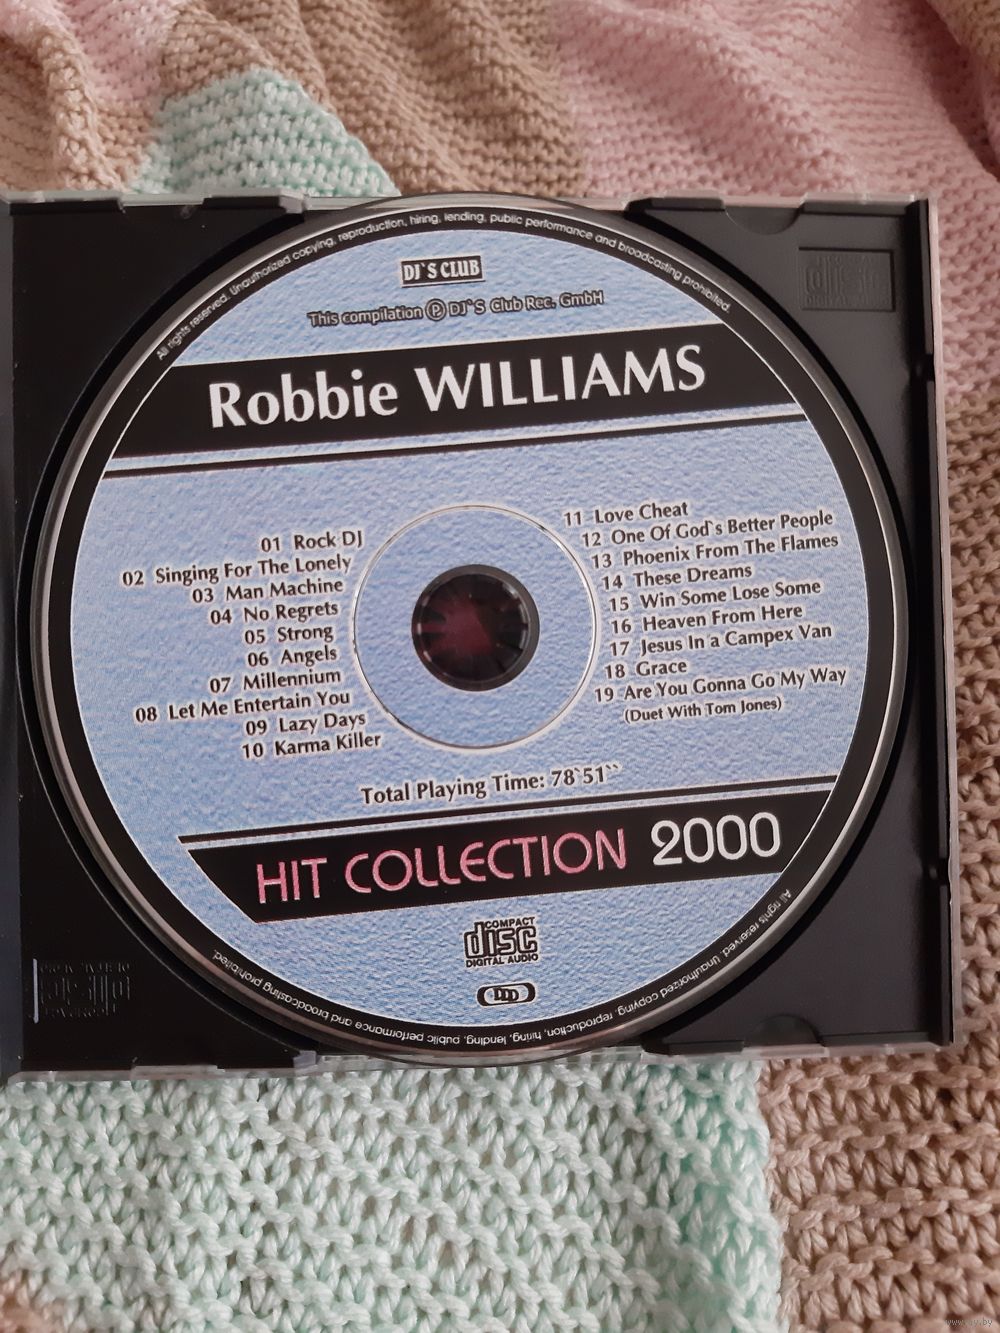 All rights reserved. Unauthorized copying, reproduction, hiring, lending, public performance and broadcasting prohibited.
DJ`S CLUB
This compilation Ⓟ DJ`S Club Rec. GmbH
Robbie WILLIAMS
01 Rock DJ
02 Singing For The Lonely
03 Man Machine
04 No Regrets
05 Strong
06 Angels
07 Millennium
08 Let Me Entertain You
09 Lazy Days
10 Karma Killer
11 Love Cheat
12 One Of God`s Better People
13 Phoenix From The Flames
14 These Dreams
15 Win Some Lose Some
16 Heaven From Here
17 Jesus In a Campex Van
18 Grace
19 Are You Gonna Go My Way
(Duet With Tom Jones)
Total Playing Time: 78`51``
HIT COLLECTION 2000
COMPACT
disc
DIGITAL AUDIO
DDD
All rights reserved. Unauthorized copying, reproduction, hiring, lending, public performance and broadcasting prohibited.